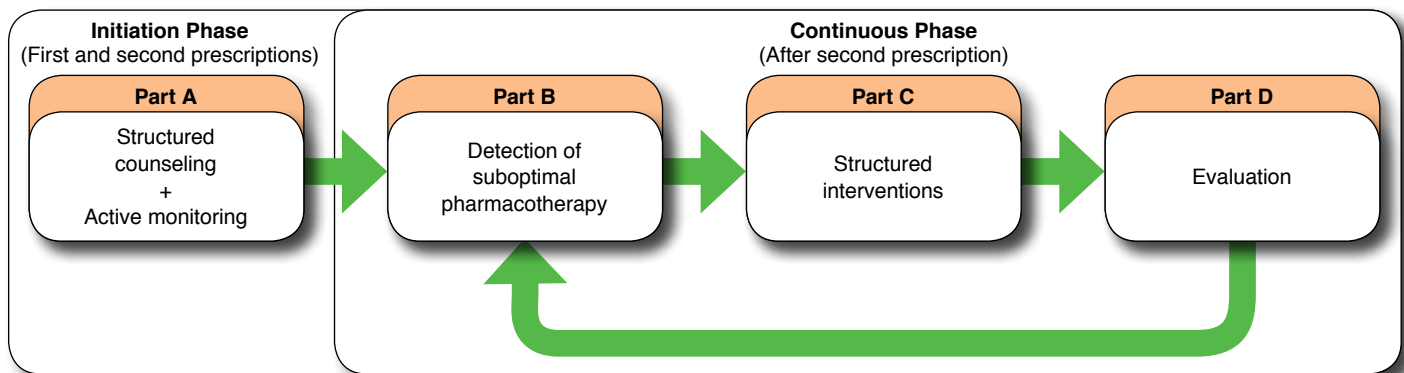 Initiation Phase
(First and second prescriptions)
Continuous Phase
(After second prescription)
Part A
Structured
counseling
+
Active monitoring
Part B
Detection of
suboptimal
pharmacotherapy
Part C
Structured
interventions
Part D
Evaluation